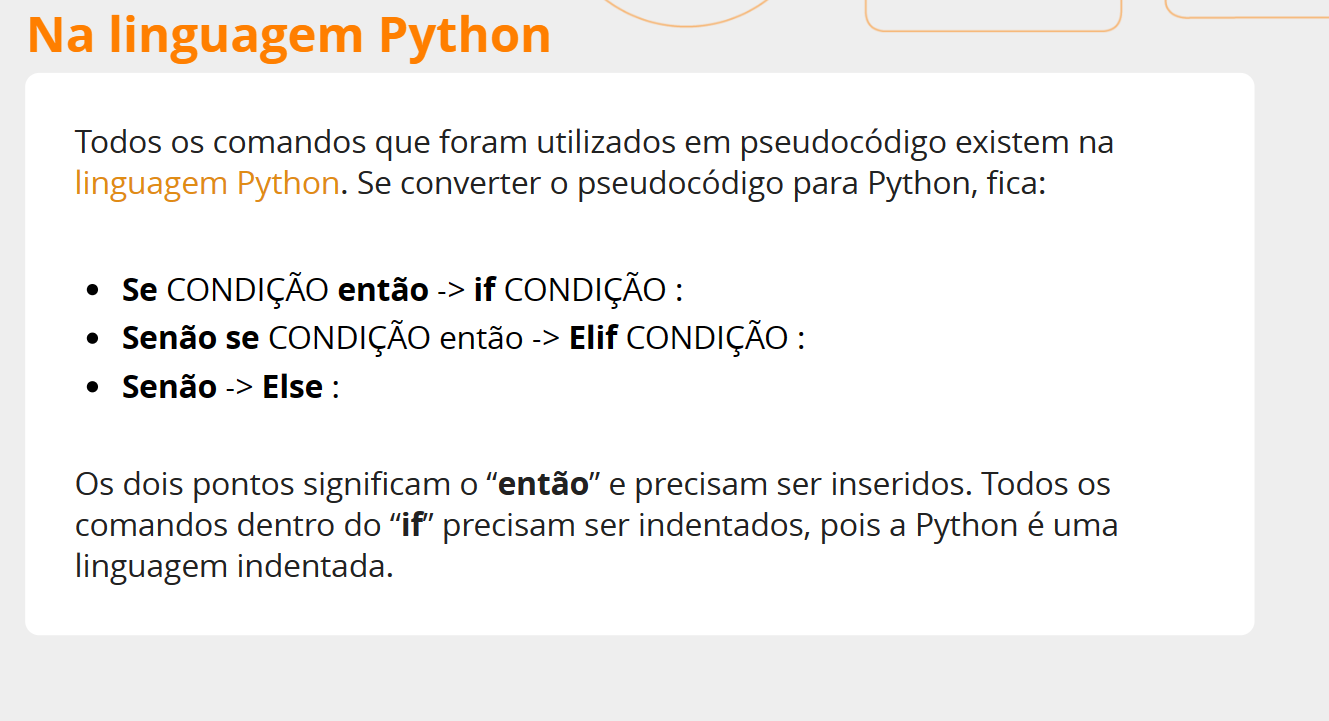 Na linguagem Python
Todos os comandos que foram utilizados em pseudocódigo existem na
linguagem Python. Se converter o pseudocódigo para Python, fica:
• Se CONDIÇÃO então -> if CONDIÇÃO :
• Senão se CONDIÇÃO então -> Elif CONDIÇÃO :
• Senão -> Else :
Os dois pontos significam o “então” e precisam ser inseridos. Todos os
comandos dentro do “if” precisam ser indentados, pois a Python é uma
linguagem indentada.